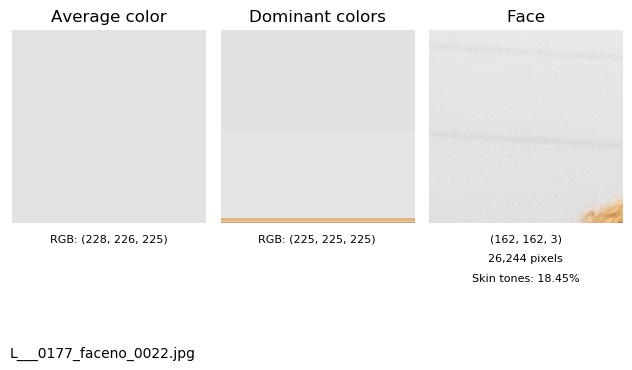 Average color
Dominant colors
Face
RGB: (228, 226, 225)
RGB: (225, 225, 225)
(162, 162, 3)
26,244 pixels
Skin tones: 18.45%
L___0177_faceno_0022.jpg